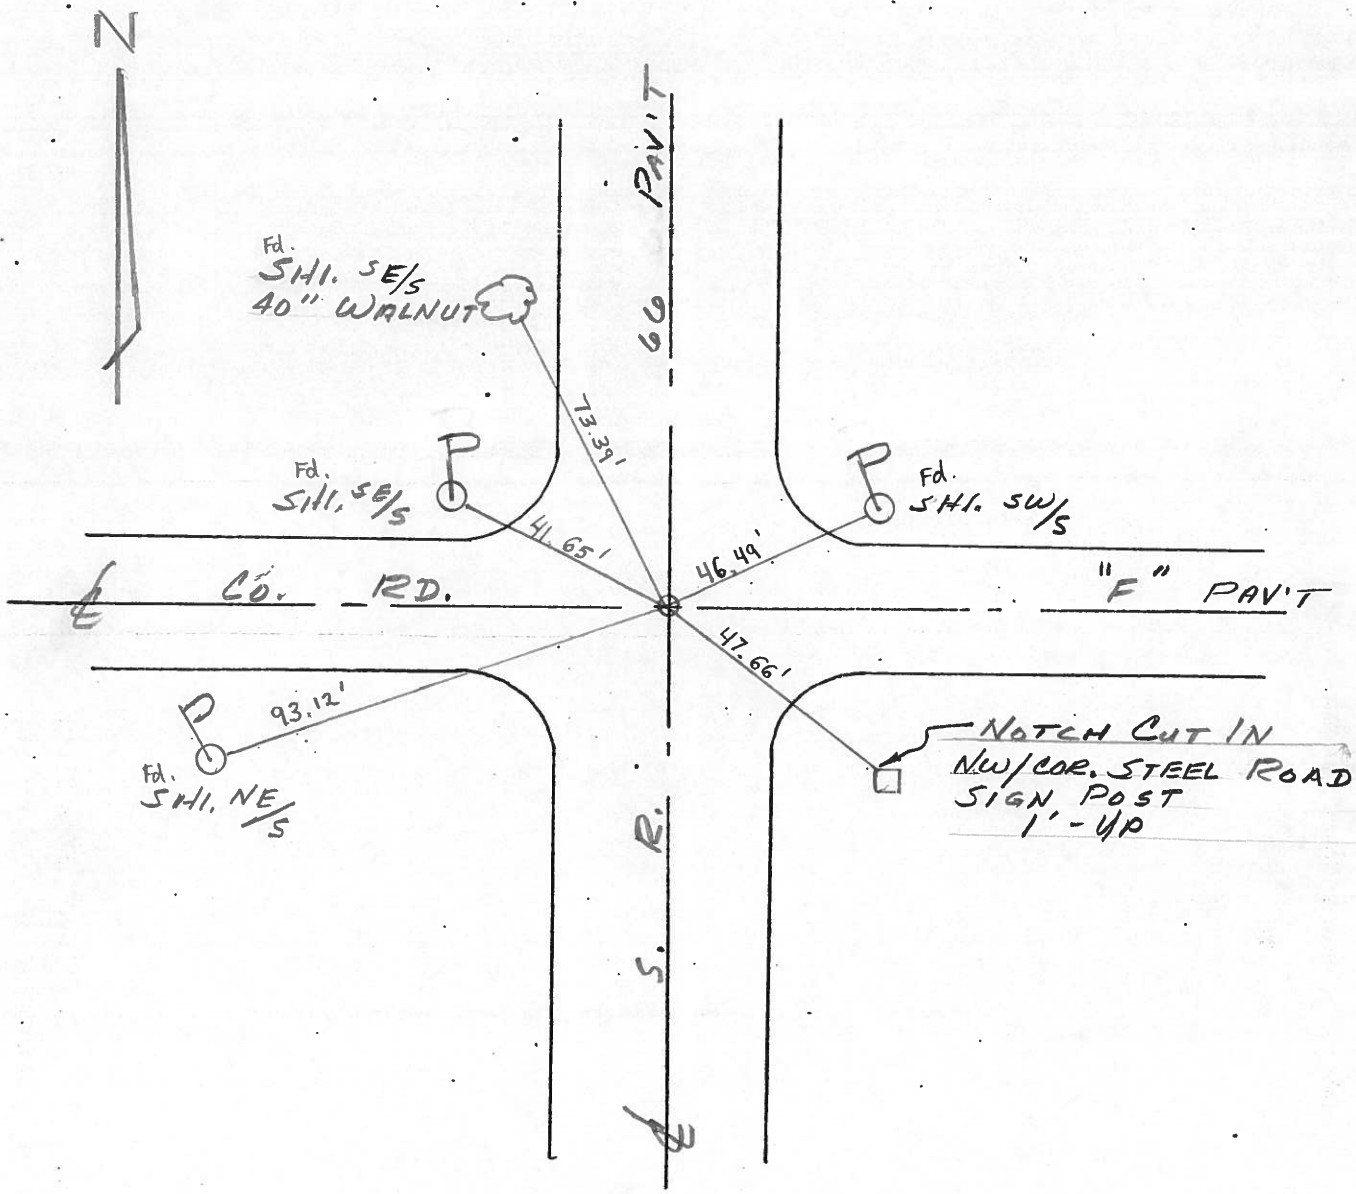 N
PAV'T
66
Fd.
SHI. SE/S
40" WALNUT
73.39'
Fd.
SHI. SE/S
41.65'
Fd.
SHI. SW/S
46.49'
℄ CO. RD.
"F" PAV'T
47.66'
93.12'
Fd.
SHI. NE/S
NOTCH CUT IN
NW/COR. STEEL ROAD
SIGN POST
1'-UP
S. R.
℄